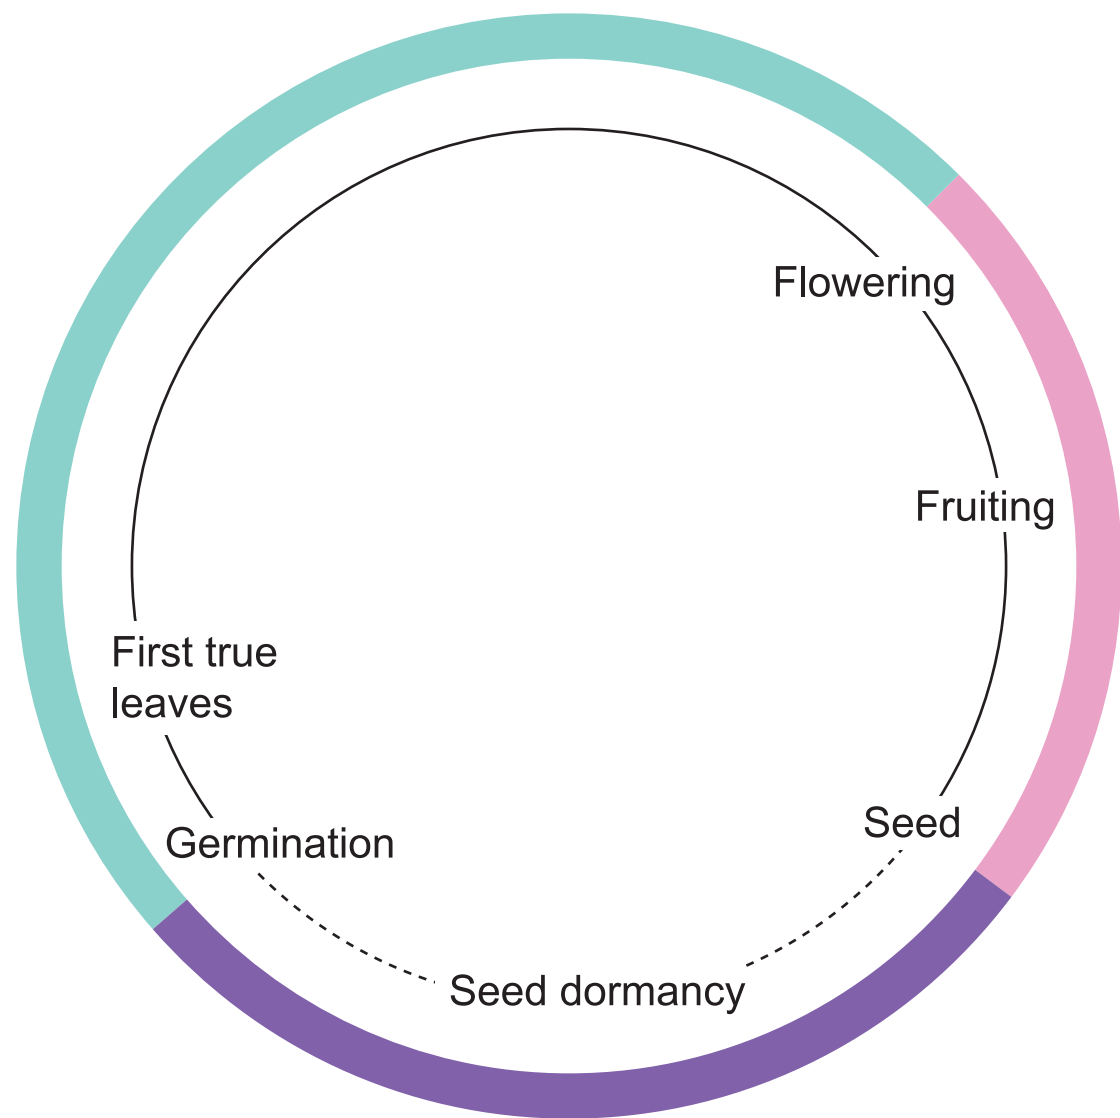 Flowering
Fruiting
First true
leaves
Seed
Germination
Seed dormancy